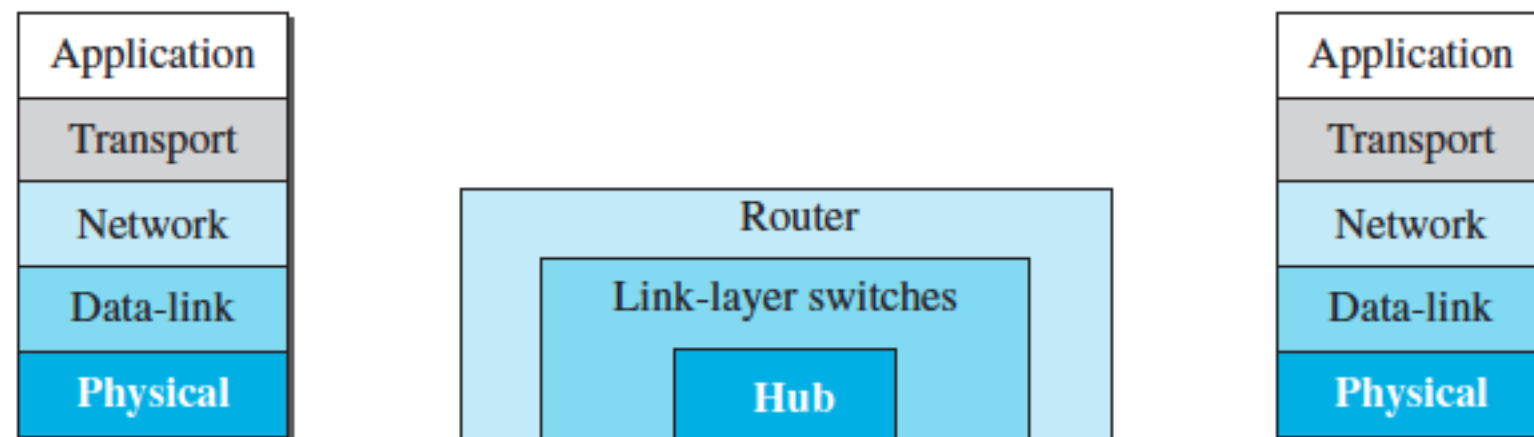 Application
Transport
Network
Data-link
Physical
Router
Link-layer switches
Hub
Application
Transport
Network
Data-link
Physical